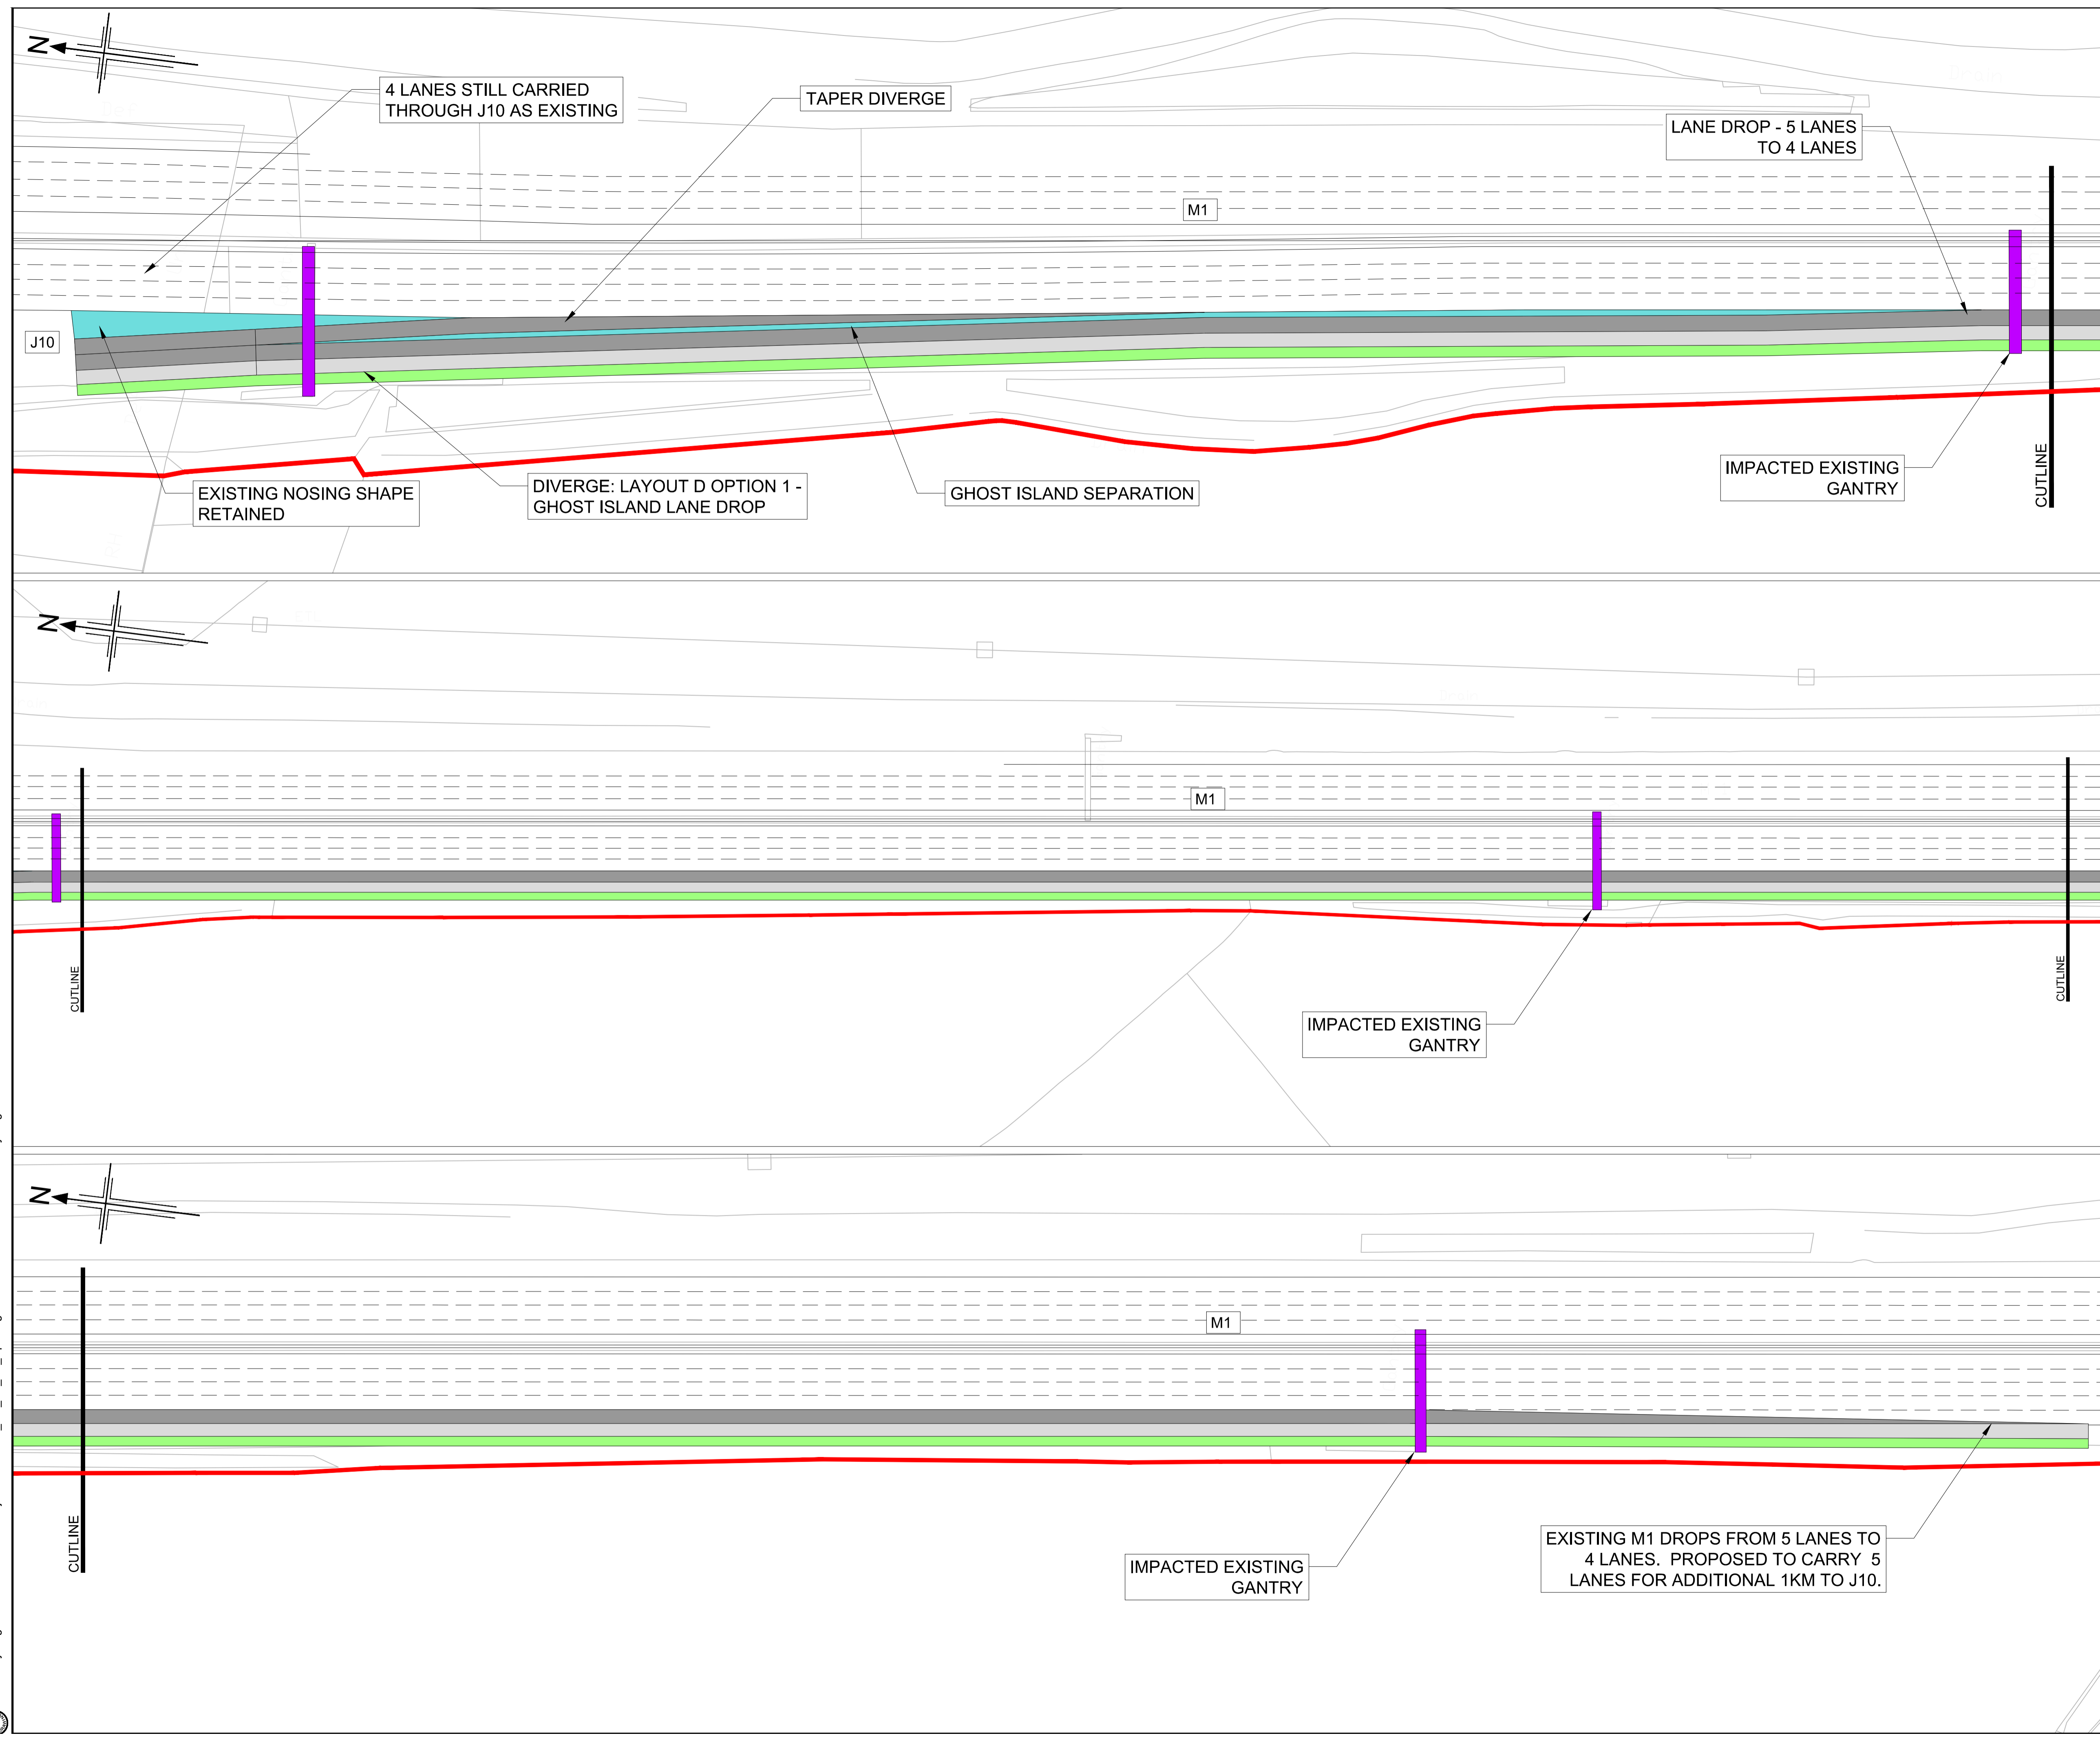 N
4 LANES STILL CARRIED
THROUGH J10 AS EXISTING
TAPER DIVERGE
LANE DROP - 5 LANES
TO 4 LANES
M1
J10
EXISTING NOSING SHAPE
RETAINED
DIVERGE: LAYOUT D OPTION 1 -
GHOST ISLAND LANE DROP
GHOST ISLAND SEPARATION
IMPACTED EXISTING
GANTRY
CUTLINE
N
M1
CUTLINE
IMPACTED EXISTING
GANTRY
CUTLINE
N
M1
CUTLINE
IMPACTED EXISTING
GANTRY
EXISTING M1 DROPS FROM 5 LANES TO
4 LANES. PROPOSED TO CARRY 5
LANES FOR ADDITIONAL 1KM TO J10.